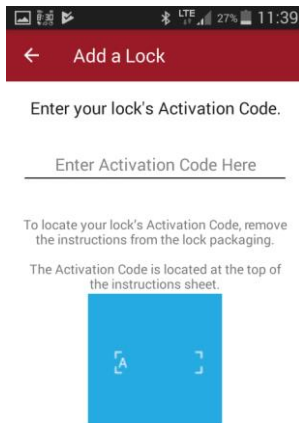 LTE 27% 11:39
Add a Lock
Enter your lock's Activation Code.
Enter Activation Code Here
To locate your lock's Activation Code, remove
the instructions from the lock packaging.
The Activation Code is located at the top of
the instructions sheet.
A